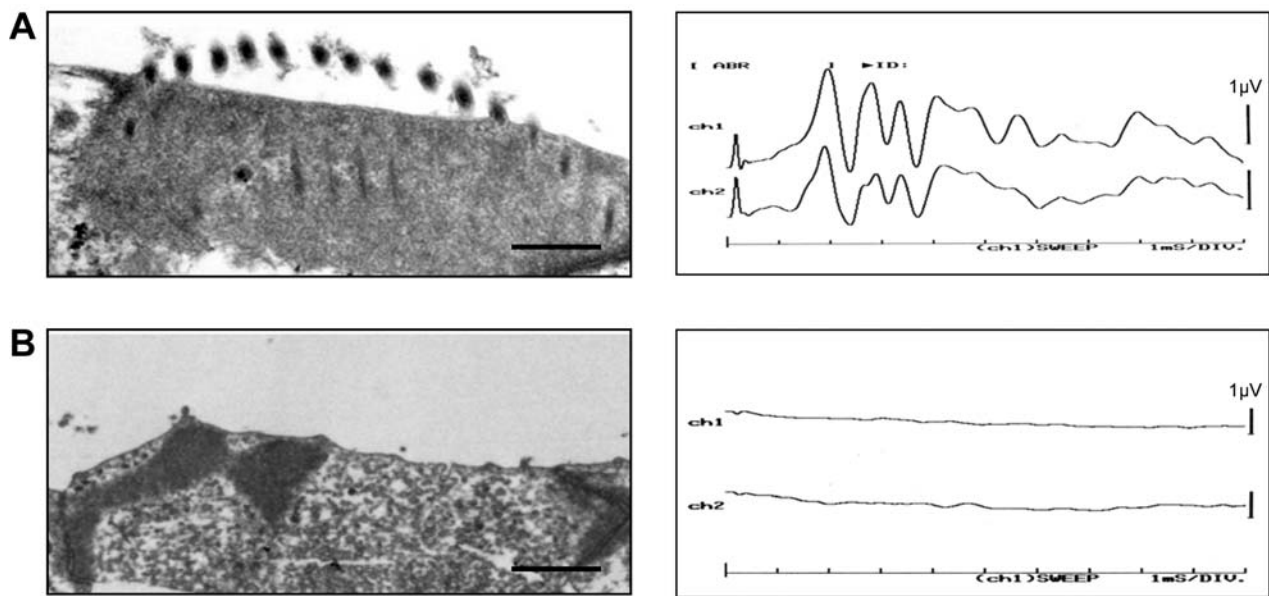 A
[ ABR ] ►ID:
1µV
ch1
ch2
(ch1)SWEEP 1mS/DIV.
B
1µV
ch1
ch2
(ch1)SWEEP 1mS/DIV.